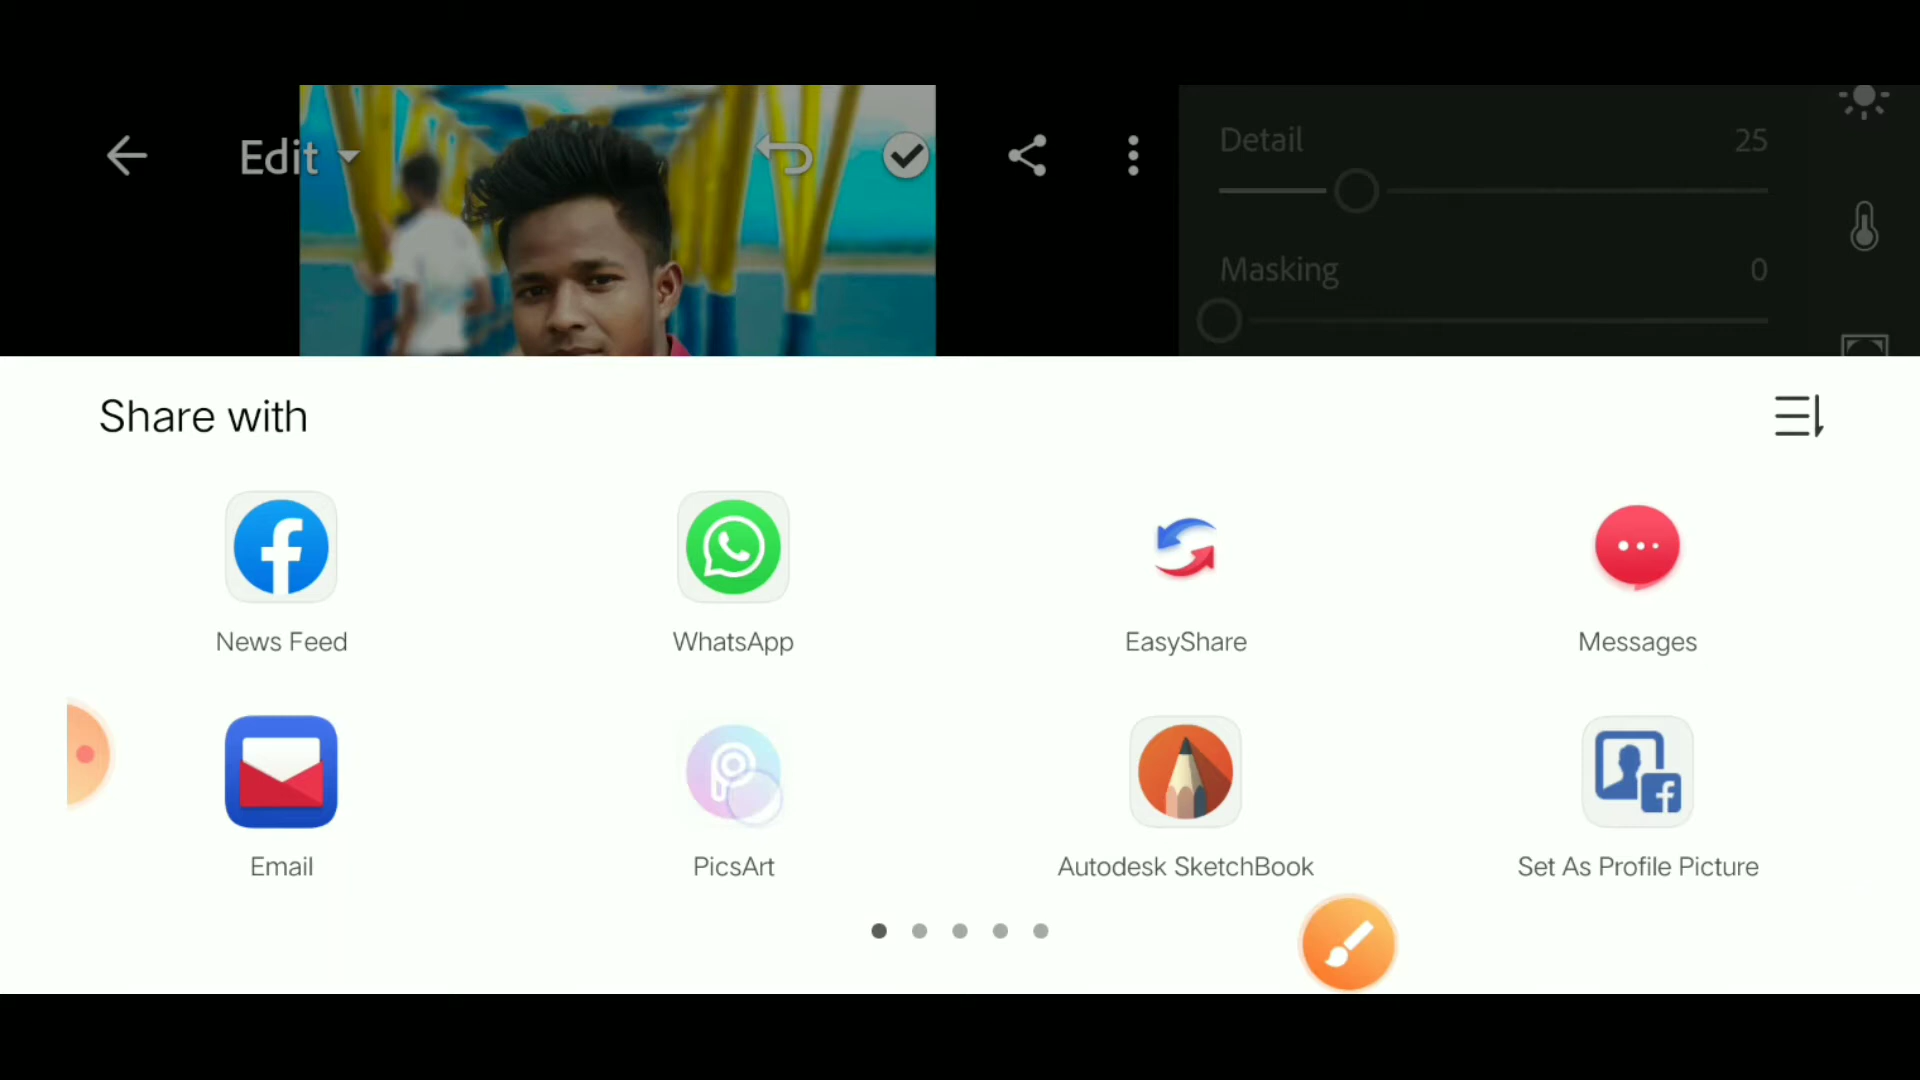 Edit
Detail 25
Masking 0
Share with
News Feed
WhatsApp
EasyShare
Messages
Email
PicsArt
Autodesk SketchBook
Set As Profile Picture